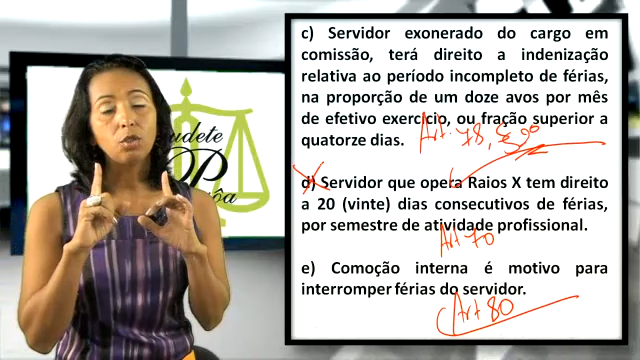 c) Servidor exonerado do cargo em
comissão, terá direito a indenização
relativa ao período incompleto de férias,
na proporção de um doze avos por mês
de efetivo exercício, ou fração superior a
quatorze dias.
Art. 78, § 3º
d) Servidor que opera Raios X tem direito
a 20 (vinte) dias consecutivos de férias,
por semestre de atividade profissional.
Art 70
e) Comoção interna é motivo para
interromper férias do servidor.
Art 80
udete
P
ôa